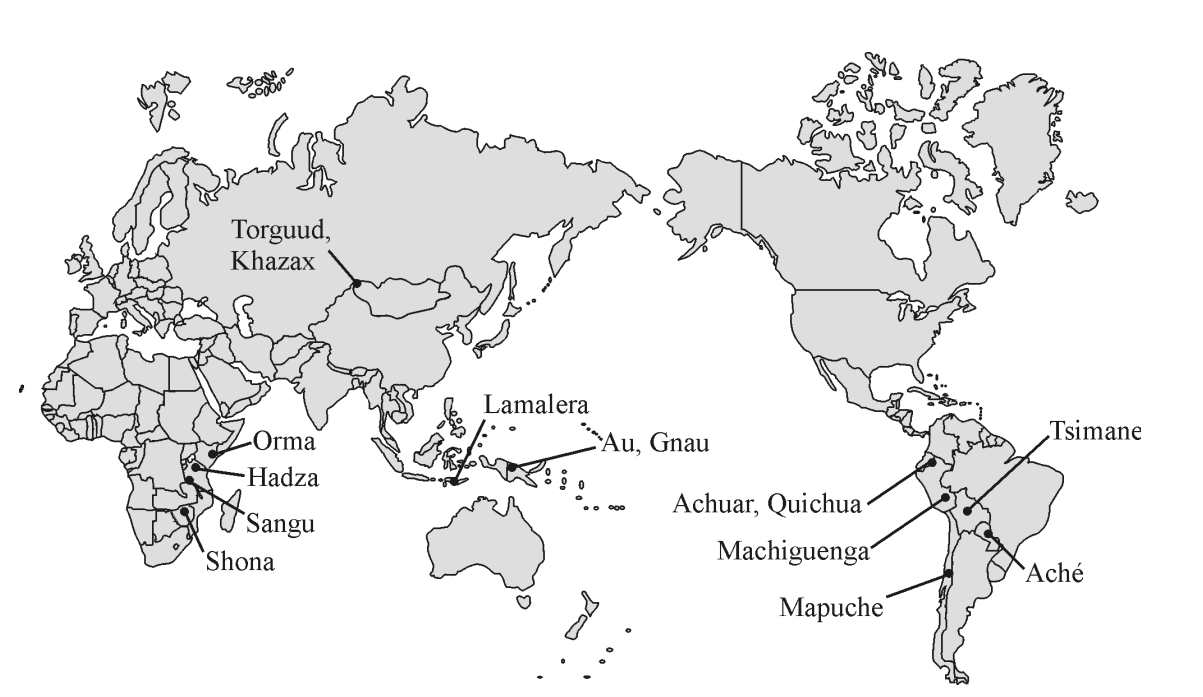 Torguud,
Khazax
Lamalera
Au, Gnau
Orma
Hadza
Sangu
Shona
Tsimane
Achuar, Quichua
Machiguenga
Aché
Mapuche